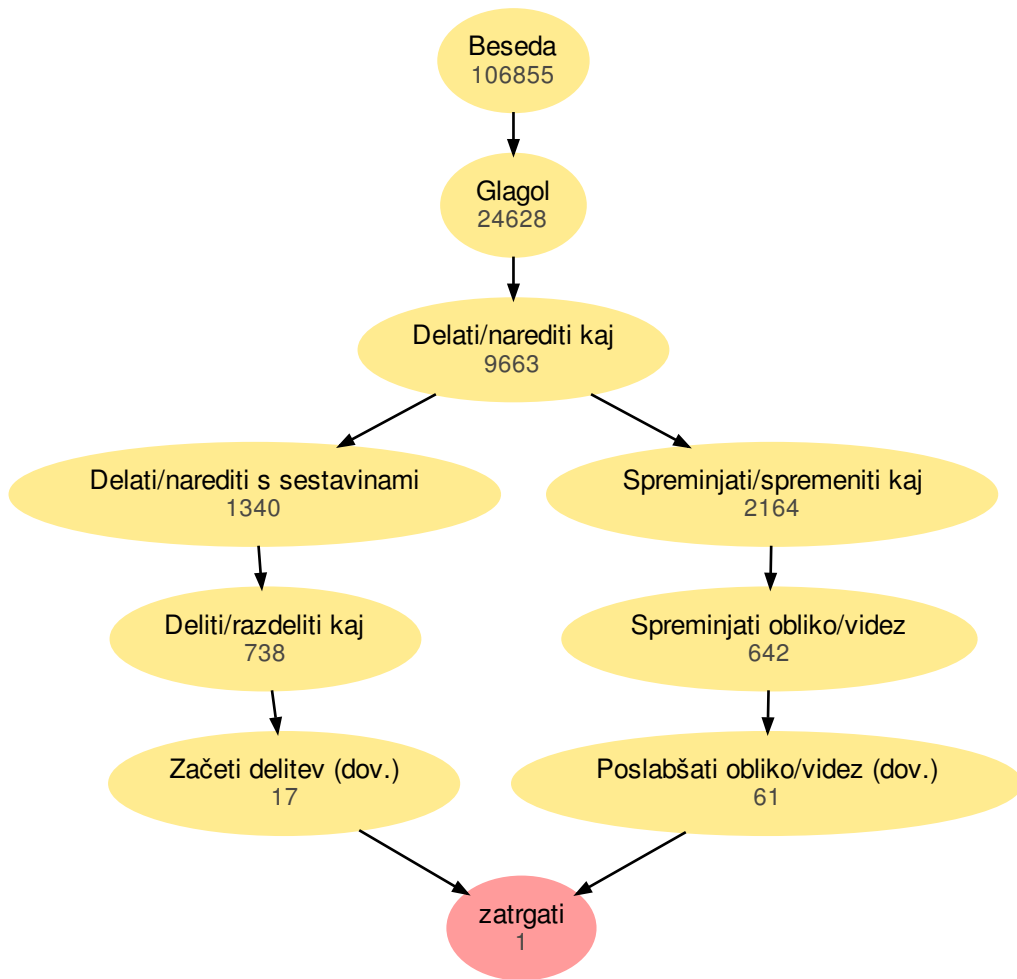 Beseda
106855
Glagol
24628
Delati/narediti kaj
9663
Delati/narediti s sestavinami
1340
Spreminjati/spremeniti kaj
2164
Deliti/razdeliti kaj
738
Spreminjati obliko/videz
642
Začeti delitev (dov.)
17
Poslabšati obliko/videz (dov.)
61
zatrgati
1